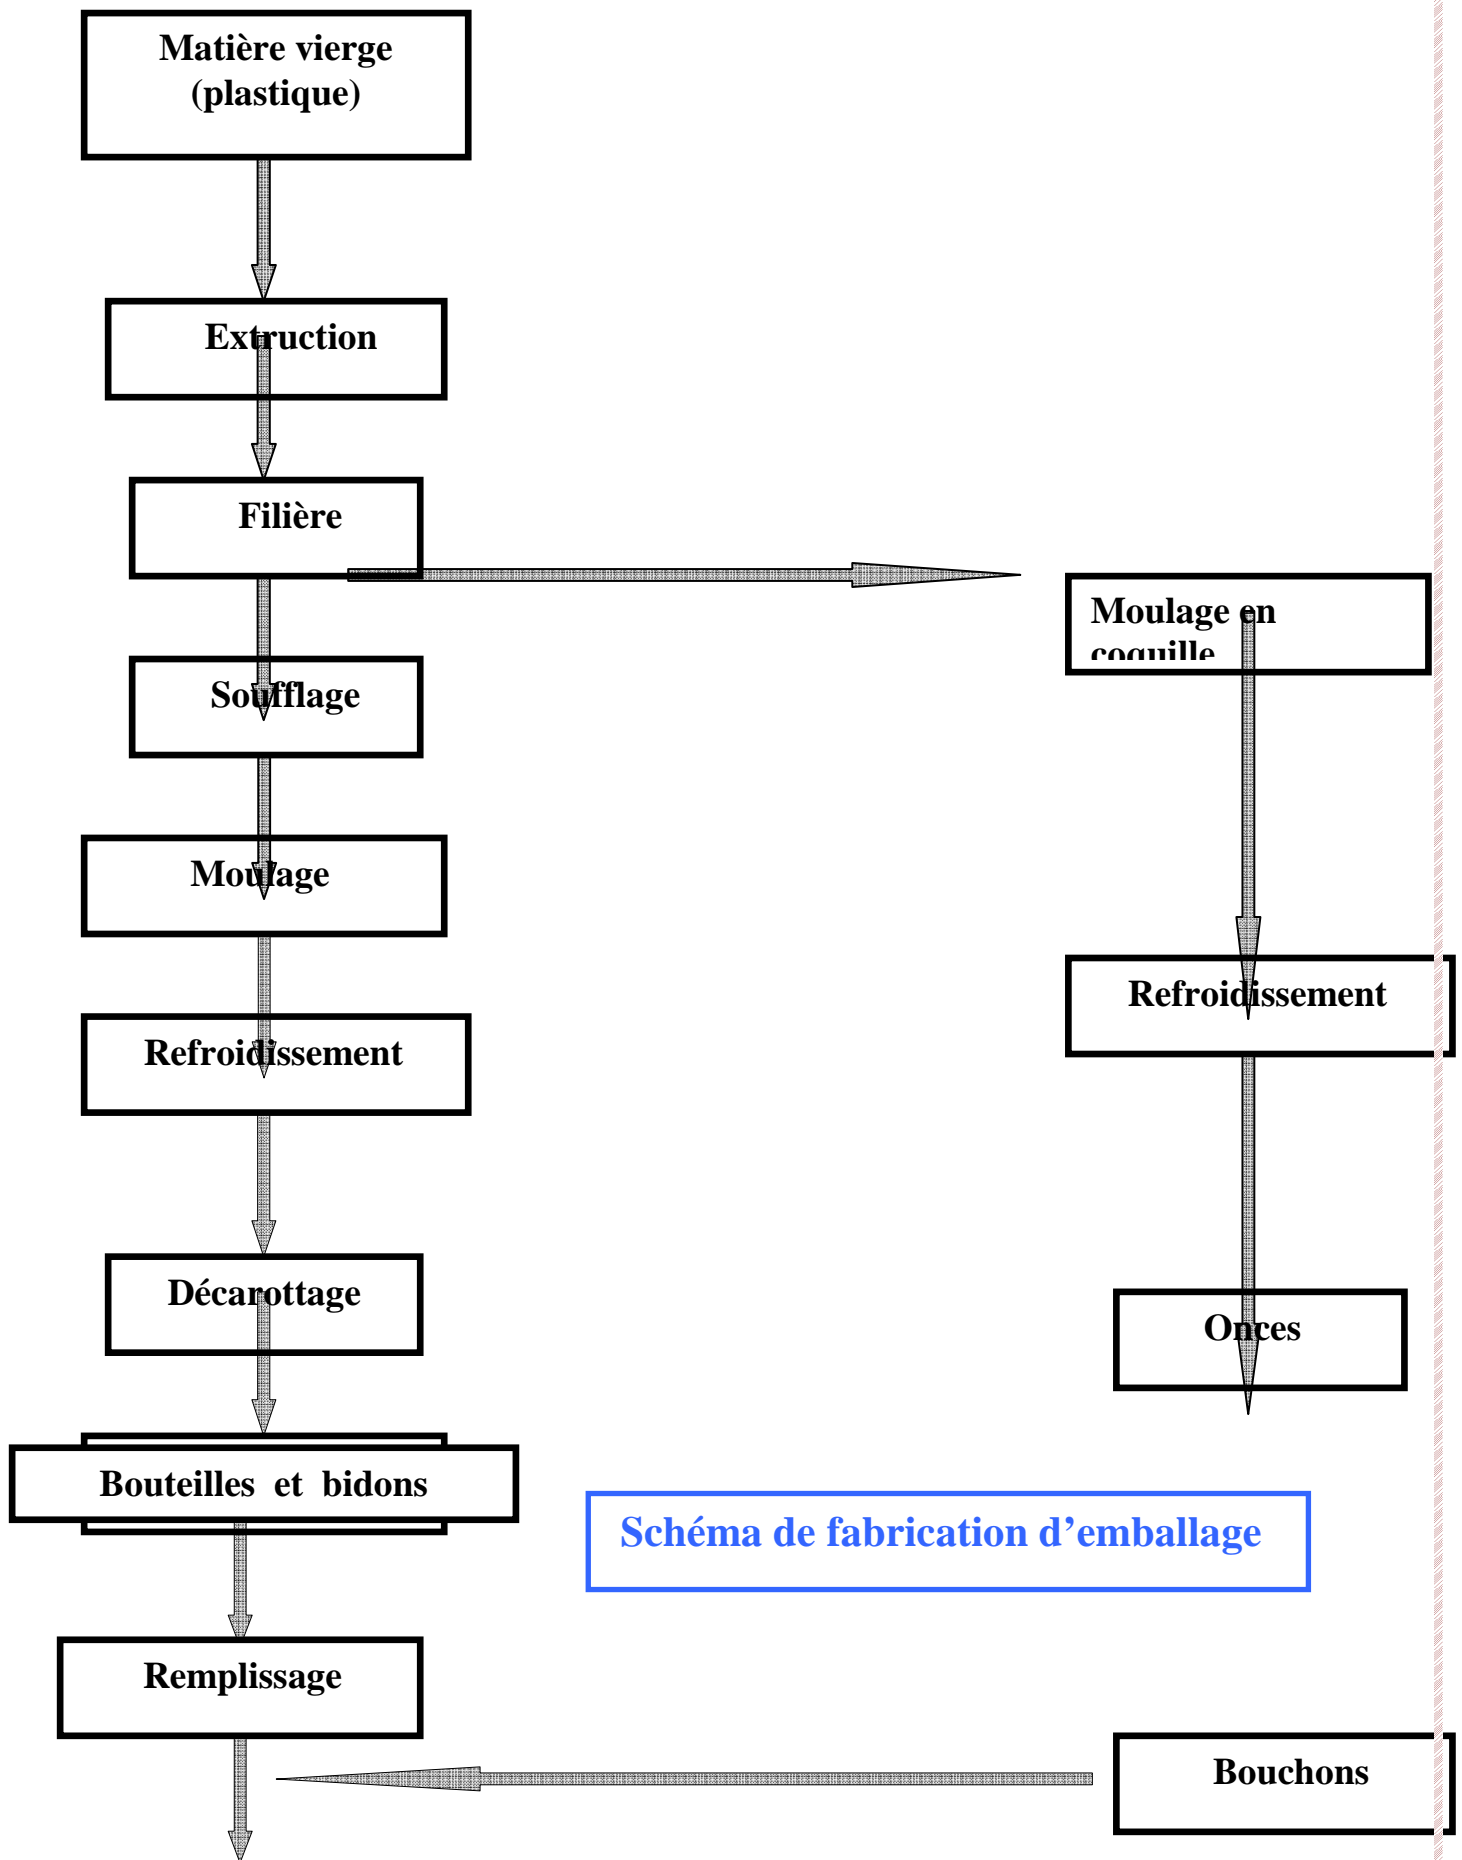 Matière vierge
(plastique)
Extruction
Filière
Moulage en
coquille
Soufflage
Moulage
Refroidissement
Refroidissement
Décarottage
Onces
Bouteilles et bidons
Schéma de fabrication d’emballage
Remplissage
Bouchons